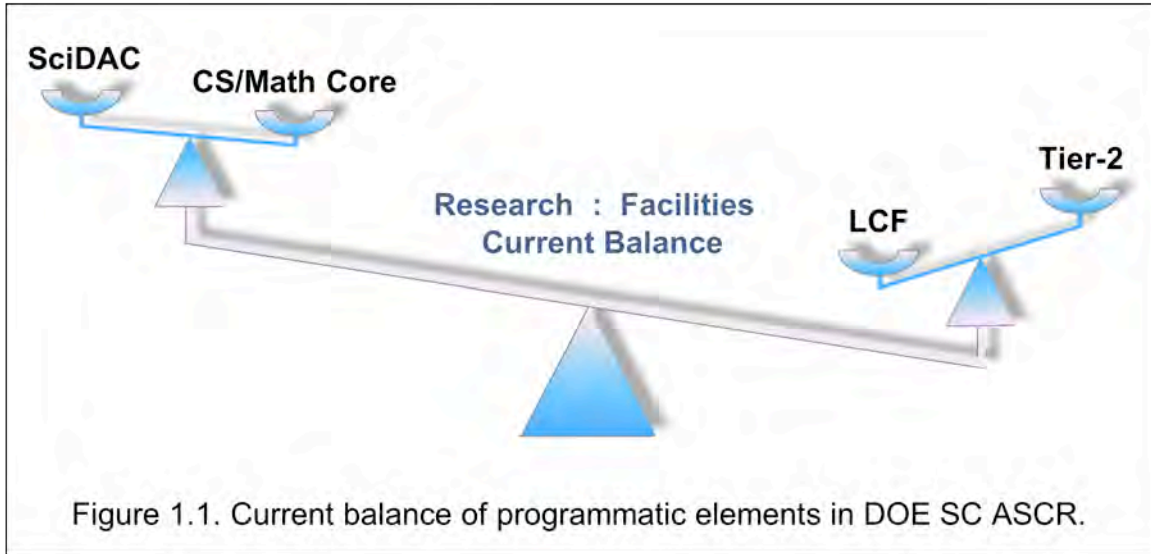 SciDAC
CS/Math Core
Tier-2
LCF
Research : Facilities
Current Balance
Figure 1.1. Current balance of programmatic elements in DOE SC ASCR.